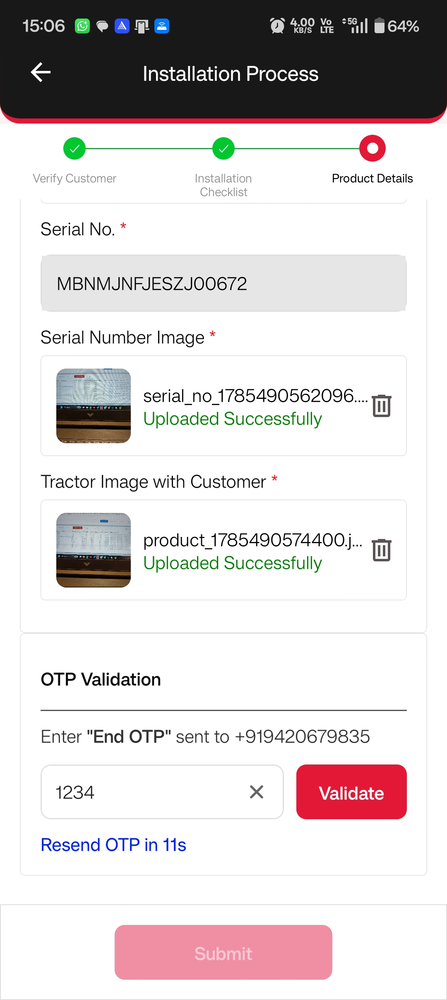 15:06
4.00 KB/S Vo LTE 5G 64%
Installation Process
Verify Customer
Installation Checklist
Product Details
Serial No. *
MBNMJNFJESZJ00672
Serial Number Image *
serial_no_1785490562096....
Uploaded Successfully
Tractor Image with Customer *
product_1785490574400.j...
Uploaded Successfully
OTP Validation
Enter "End OTP" sent to +919420679835
1234
Validate
Resend OTP in 11s
Submit